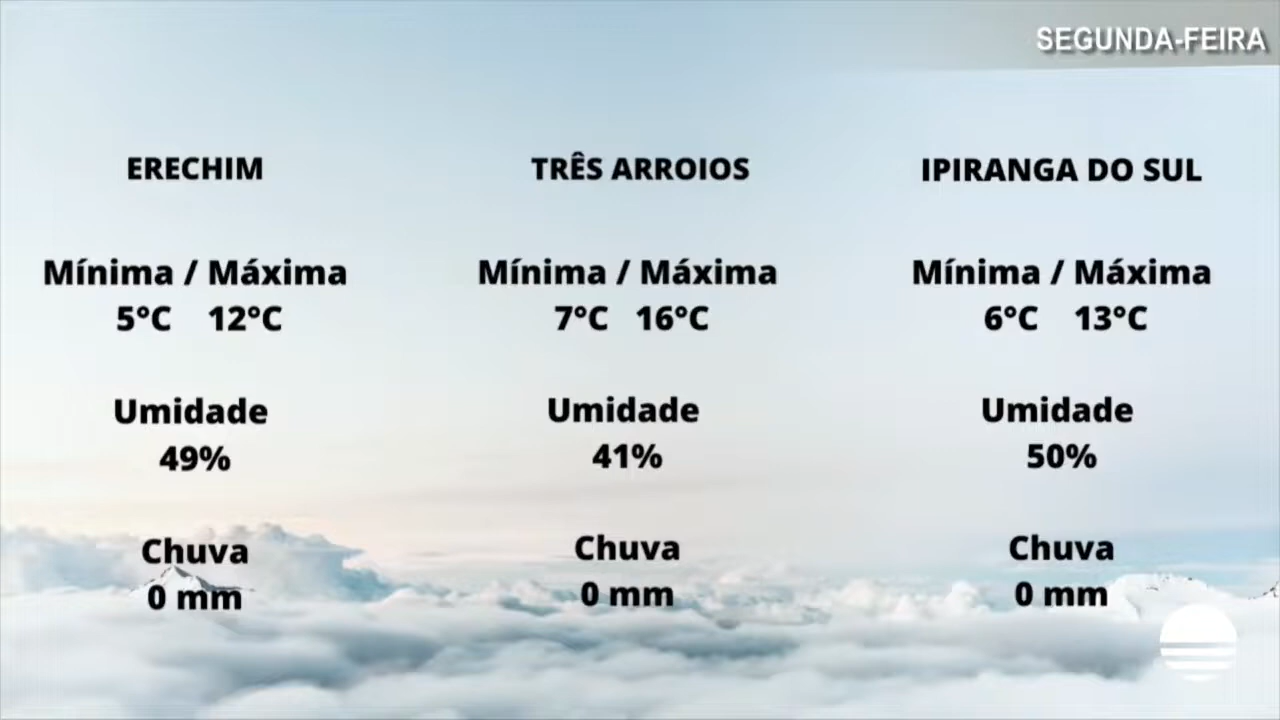 SEGUNDA-FEIRA
ERECHIM
Mínima / Máxima
5°C 12°C
Umidade
49%
Chuva
0 mm
TRÊS ARROIOS
Mínima / Máxima
7°C 16°C
Umidade
41%
Chuva
0 mm
IPIRANGA DO SUL
Mínima / Máxima
6°C 13°C
Umidade
50%
Chuva
0 mm